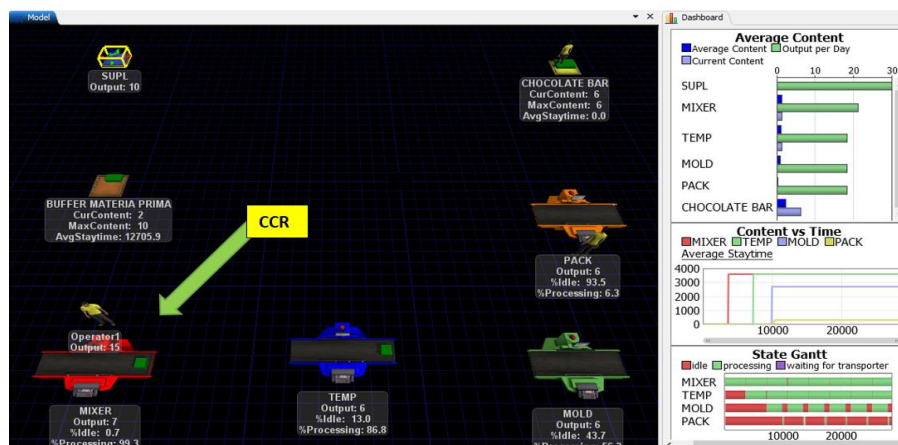 Model
SUPL
Output: 10
CHOCOLATE BAR
CurContent: 6
MaxContent: 6
AvgStaytime: 0.0
BUFFER MATERIA PRIMA
CurContent: 2
MaxContent: 10
AvgStaytime: 12705.9
CCR
PACK
Output: 6
%Idle: 93.5
%Processing: 6.3
Operator1
Output: 15
MIXER
Output: 7
%Idle: 0.7
%Processing: 99.3
TEMP
Output: 6
%Idle: 13.0
%Processing: 86.8
MOLD
Output: 6
%Idle: 43.7
Dashboard
Average Content
Average Content Output per Day
Current Content
0 10 20 30
SUPL
MIXER
TEMP
MOLD
PACK
CHOCOLATE BAR
Content vs Time
MIXER TEMP MOLD PACK
Average Staytime
4000
3000
2000
1000
0
10000 20000
State Gantt
idle processing waiting for transporter
MIXER
TEMP
MOLD
PACK
10000 20000